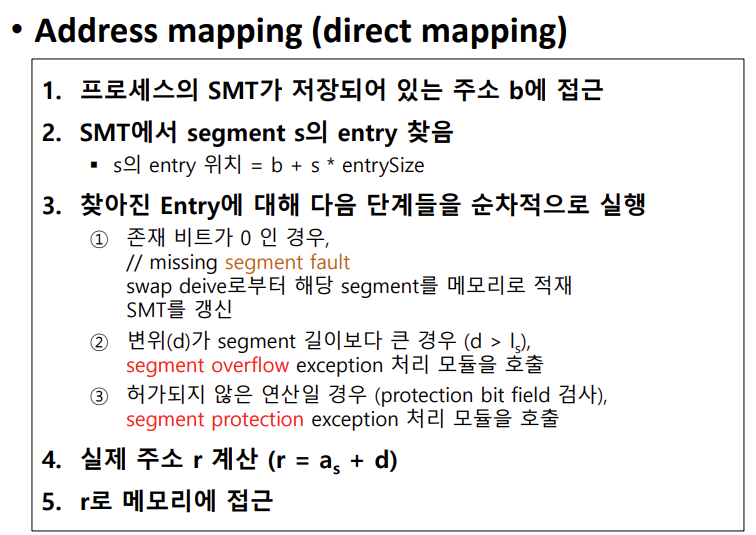 • Address mapping (direct mapping)
1. 프로세스의 SMT가 저장되어 있는 주소 b에 접근
2. SMT에서 segment s의 entry 찾음
▪ s의 entry 위치 = b + s * entrySize
3. 찾아진 Entry에 대해 다음 단계들을 순차적으로 실행
① 존재 비트가 0 인 경우,
// missing segment fault
swap deive로부터 해당 segment를 메모리로 적재
SMT를 갱신
② 변위(d)가 segment 길이보다 큰 경우 (d > ls),
segment overflow exception 처리 모듈을 호출
③ 허가되지 않은 연산일 경우 (protection bit field 검사),
segment protection exception 처리 모듈을 호출
4. 실제 주소 r 계산 (r = as + d)
5. r로 메모리에 접근